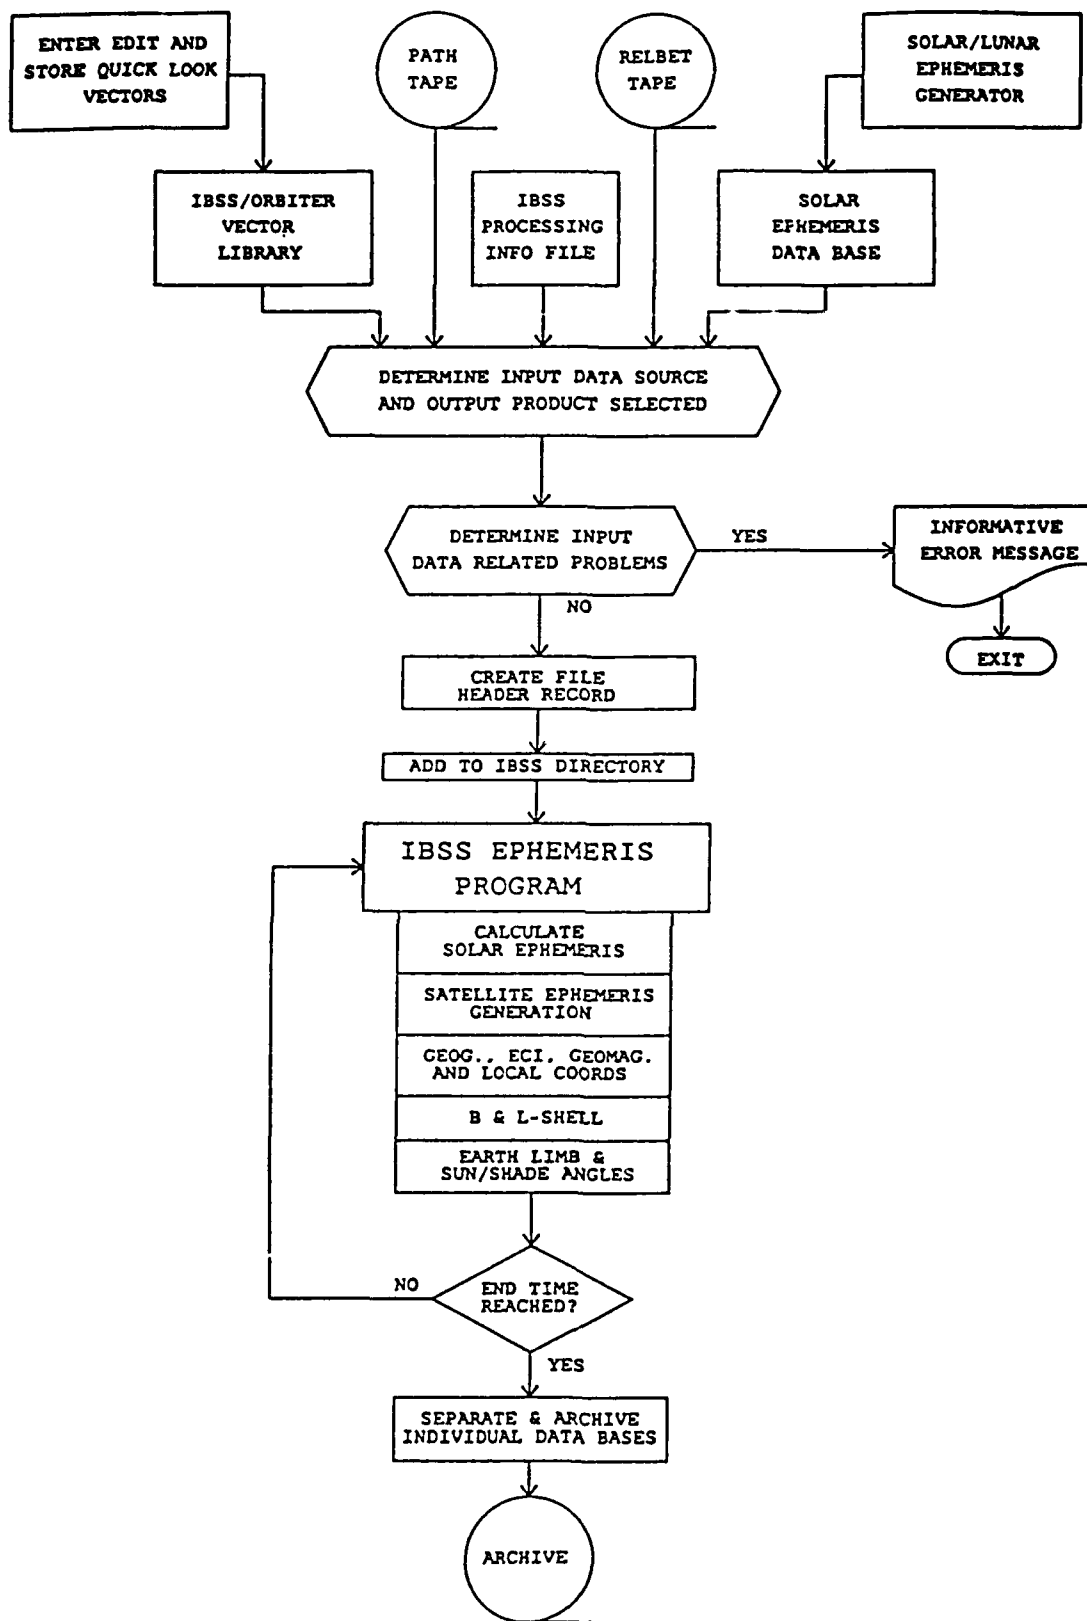 ENTER EDIT AND
STORE QUICK LOOK
VECTORS
PATH
TAPE
RELBET
TAPE
SOLAR/LUNAR
EPHEMERIS
GENERATOR
IBSS/ORBITER
VECTOR
LIBRARY
IBSS
PROCESSING
INFO FILE
SOLAR
EPHEMERIS
DATA BASE
DETERMINE INPUT DATA SOURCE
AND OUTPUT PRODUCT SELECTED
DETERMINE INPUT
DATA RELATED PROBLEMS
YES
INFORMATIVE
ERROR MESSAGE
NO
EXIT
CREATE FILE
HEADER RECORD
ADD TO IBSS DIRECTORY
IBSS EPHEMERIS
PROGRAM
CALCULATE
SOLAR EPHEMERIS
SATELLITE EPHEMERIS
GENERATION
GEOG., ECI, GEOMAG.
AND LOCAL COORDS
B & L-SHELL
EARTH LIMB &
SUN/SHADE ANGLES
NO
END TIME
REACHED?
YES
SEPARATE & ARCHIVE
INDIVIDUAL DATA BASES
ARCHIVE